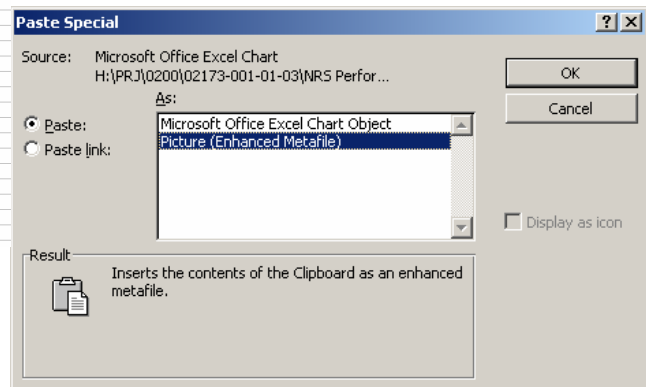 Paste Special
Source: Microsoft Office Excel Chart
H:\PRJ\0200\02173-001-01-03\NRS Perfor...
As:
Paste:
Paste link:
Microsoft Office Excel Chart Object
Picture (Enhanced Metafile)
OK
Cancel
Display as icon
Result
Inserts the contents of the Clipboard as an enhanced
metafile.